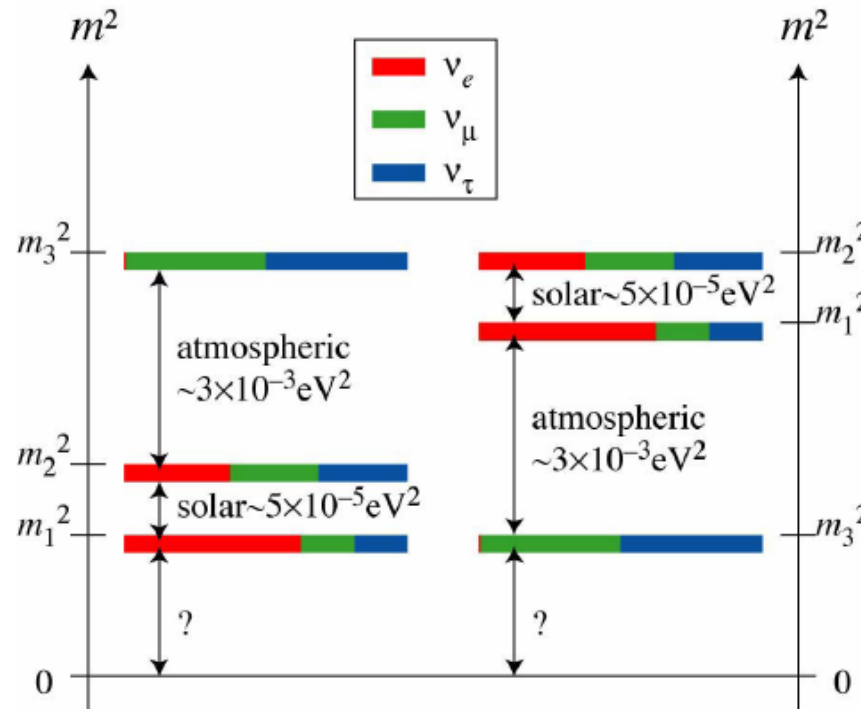 m²
m²
νₑ
ν_μ
ν_τ
m₃²
m₂²
solar~5×10⁻⁵eV²
m₁²
atmospheric
~3×10⁻³eV²
atmospheric
~3×10⁻³eV²
m₂²
solar~5×10⁻⁵eV²
m₁²
m₃²
?
?
0
0